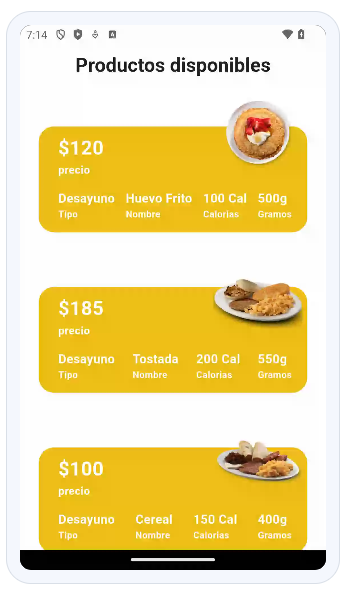 7:14
Productos disponibles
$120
precio
Desayuno Huevo Frito 100 Cal 500g
Tipo Nombre Calorias Gramos
$185
precio
Desayuno Tostada 200 Cal 550g
Tipo Nombre Calorias Gramos
$100
precio
Desayuno Cereal 150 Cal 400g
Tipo Nombre Calorias Gramos